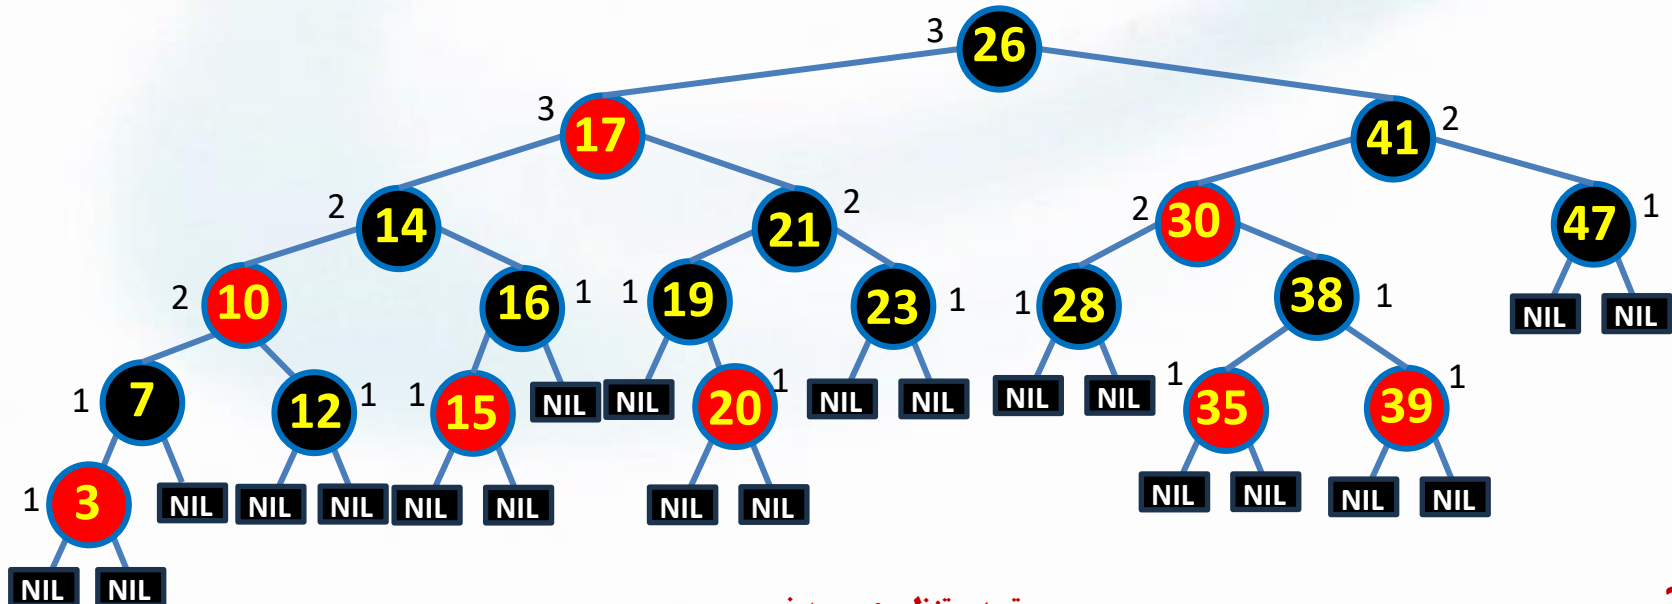 3 26
3 17 41 2
2 14 21 2 2 30 47 1
2 10 16 1 1 19 23 1 1 28 38 1 NIL NIL
1 7 12 1 1 15 NIL NIL 20 1 NIL NIL NIL NIL 1 35 39 1
1 3 NIL NIL NIL NIL NIL NIL NIL NIL NIL NIL NIL
NIL NIL